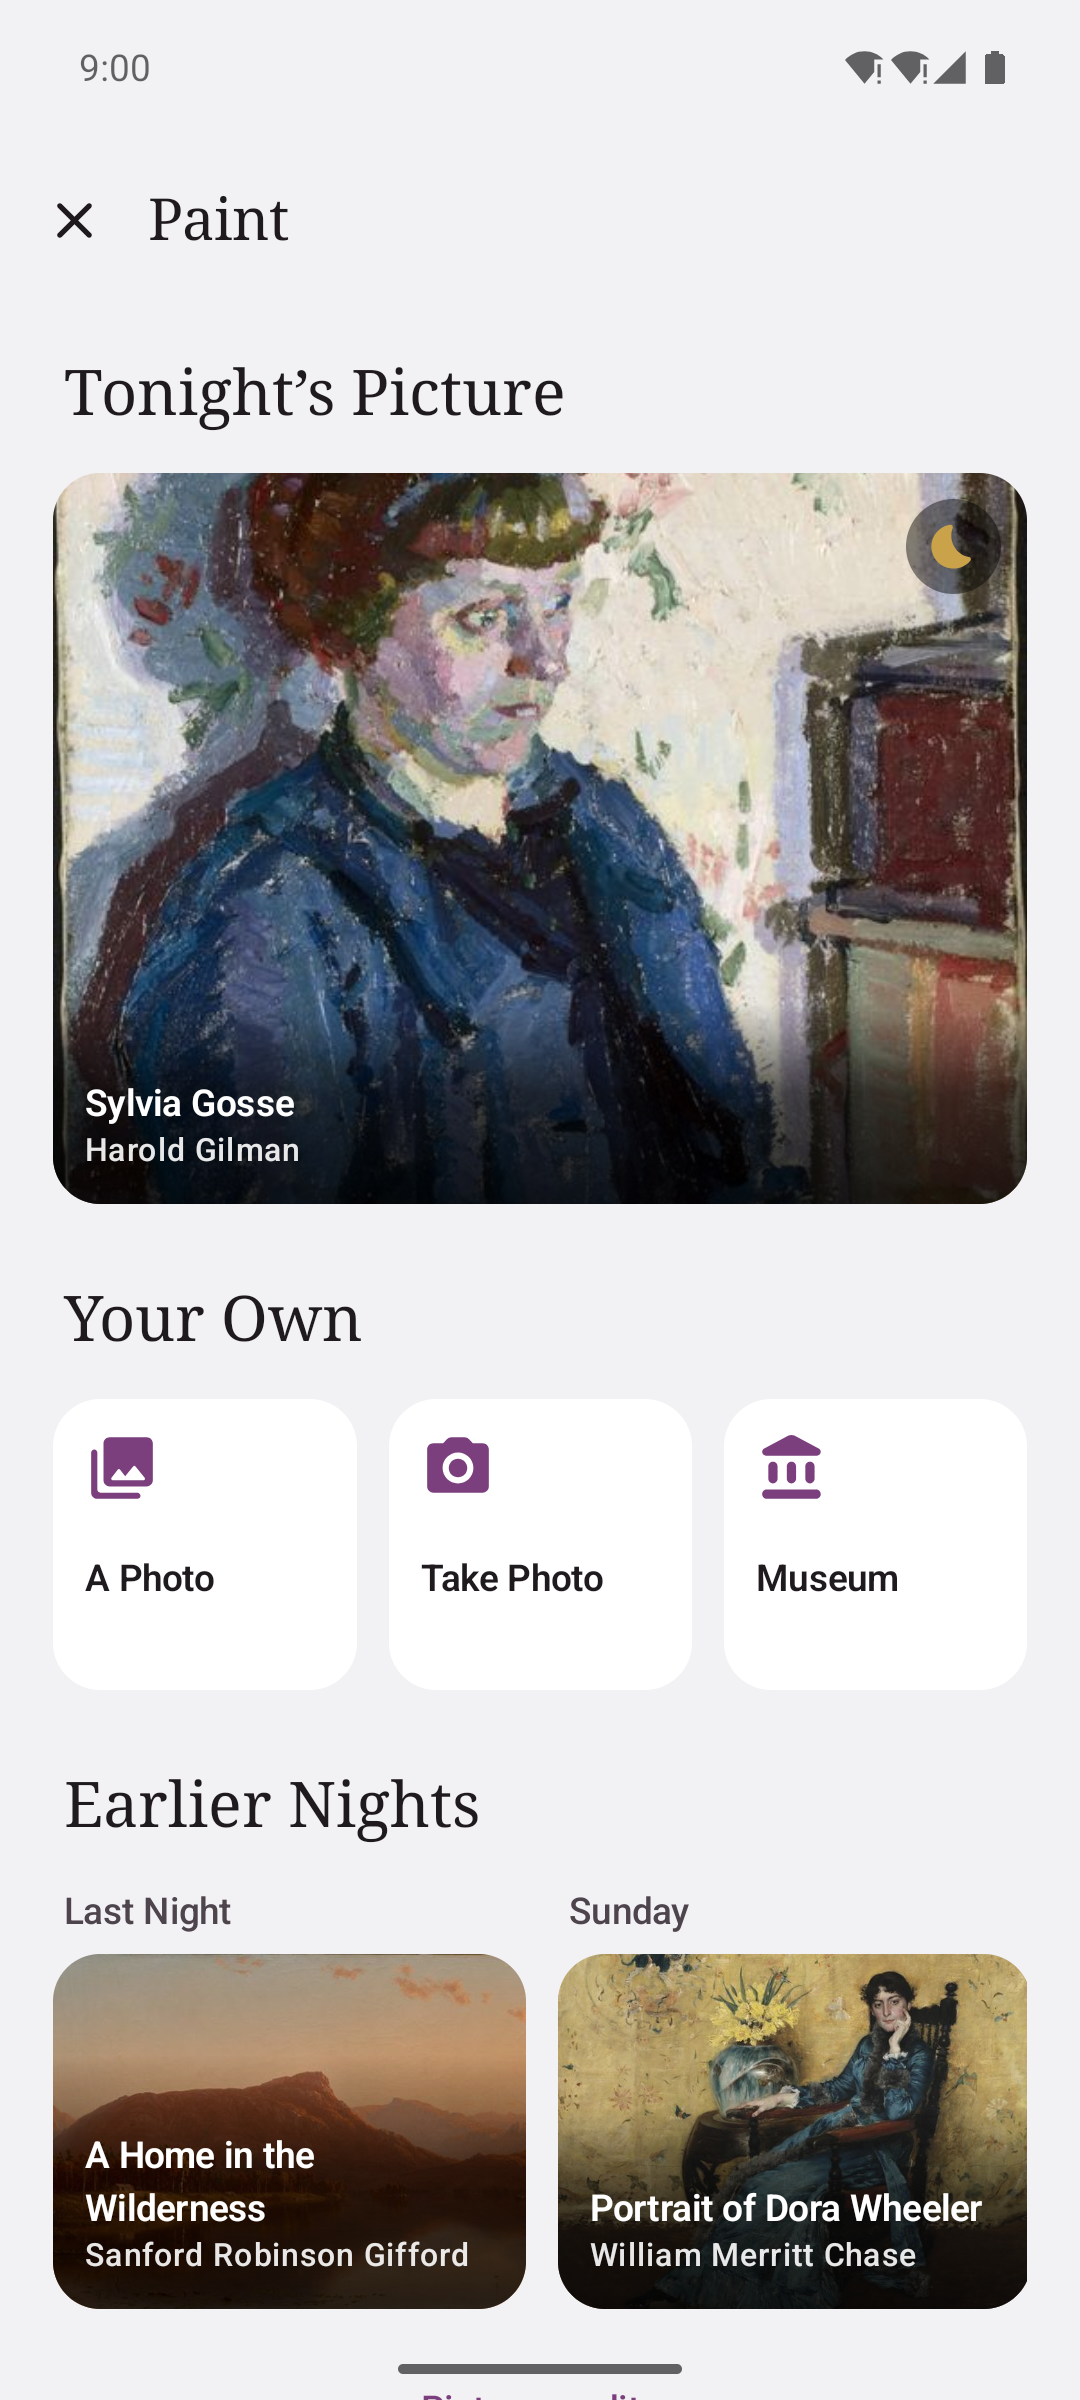 9:00
Paint
Tonight’s Picture
Sylvia Gosse
Harold Gilman
Your Own
A Photo
Take Photo
Museum
Earlier Nights
Last Night
Sunday
A Home in the
Wilderness
Sanford Robinson Gifford
Portrait of Dora Wheeler
William Merritt Chase